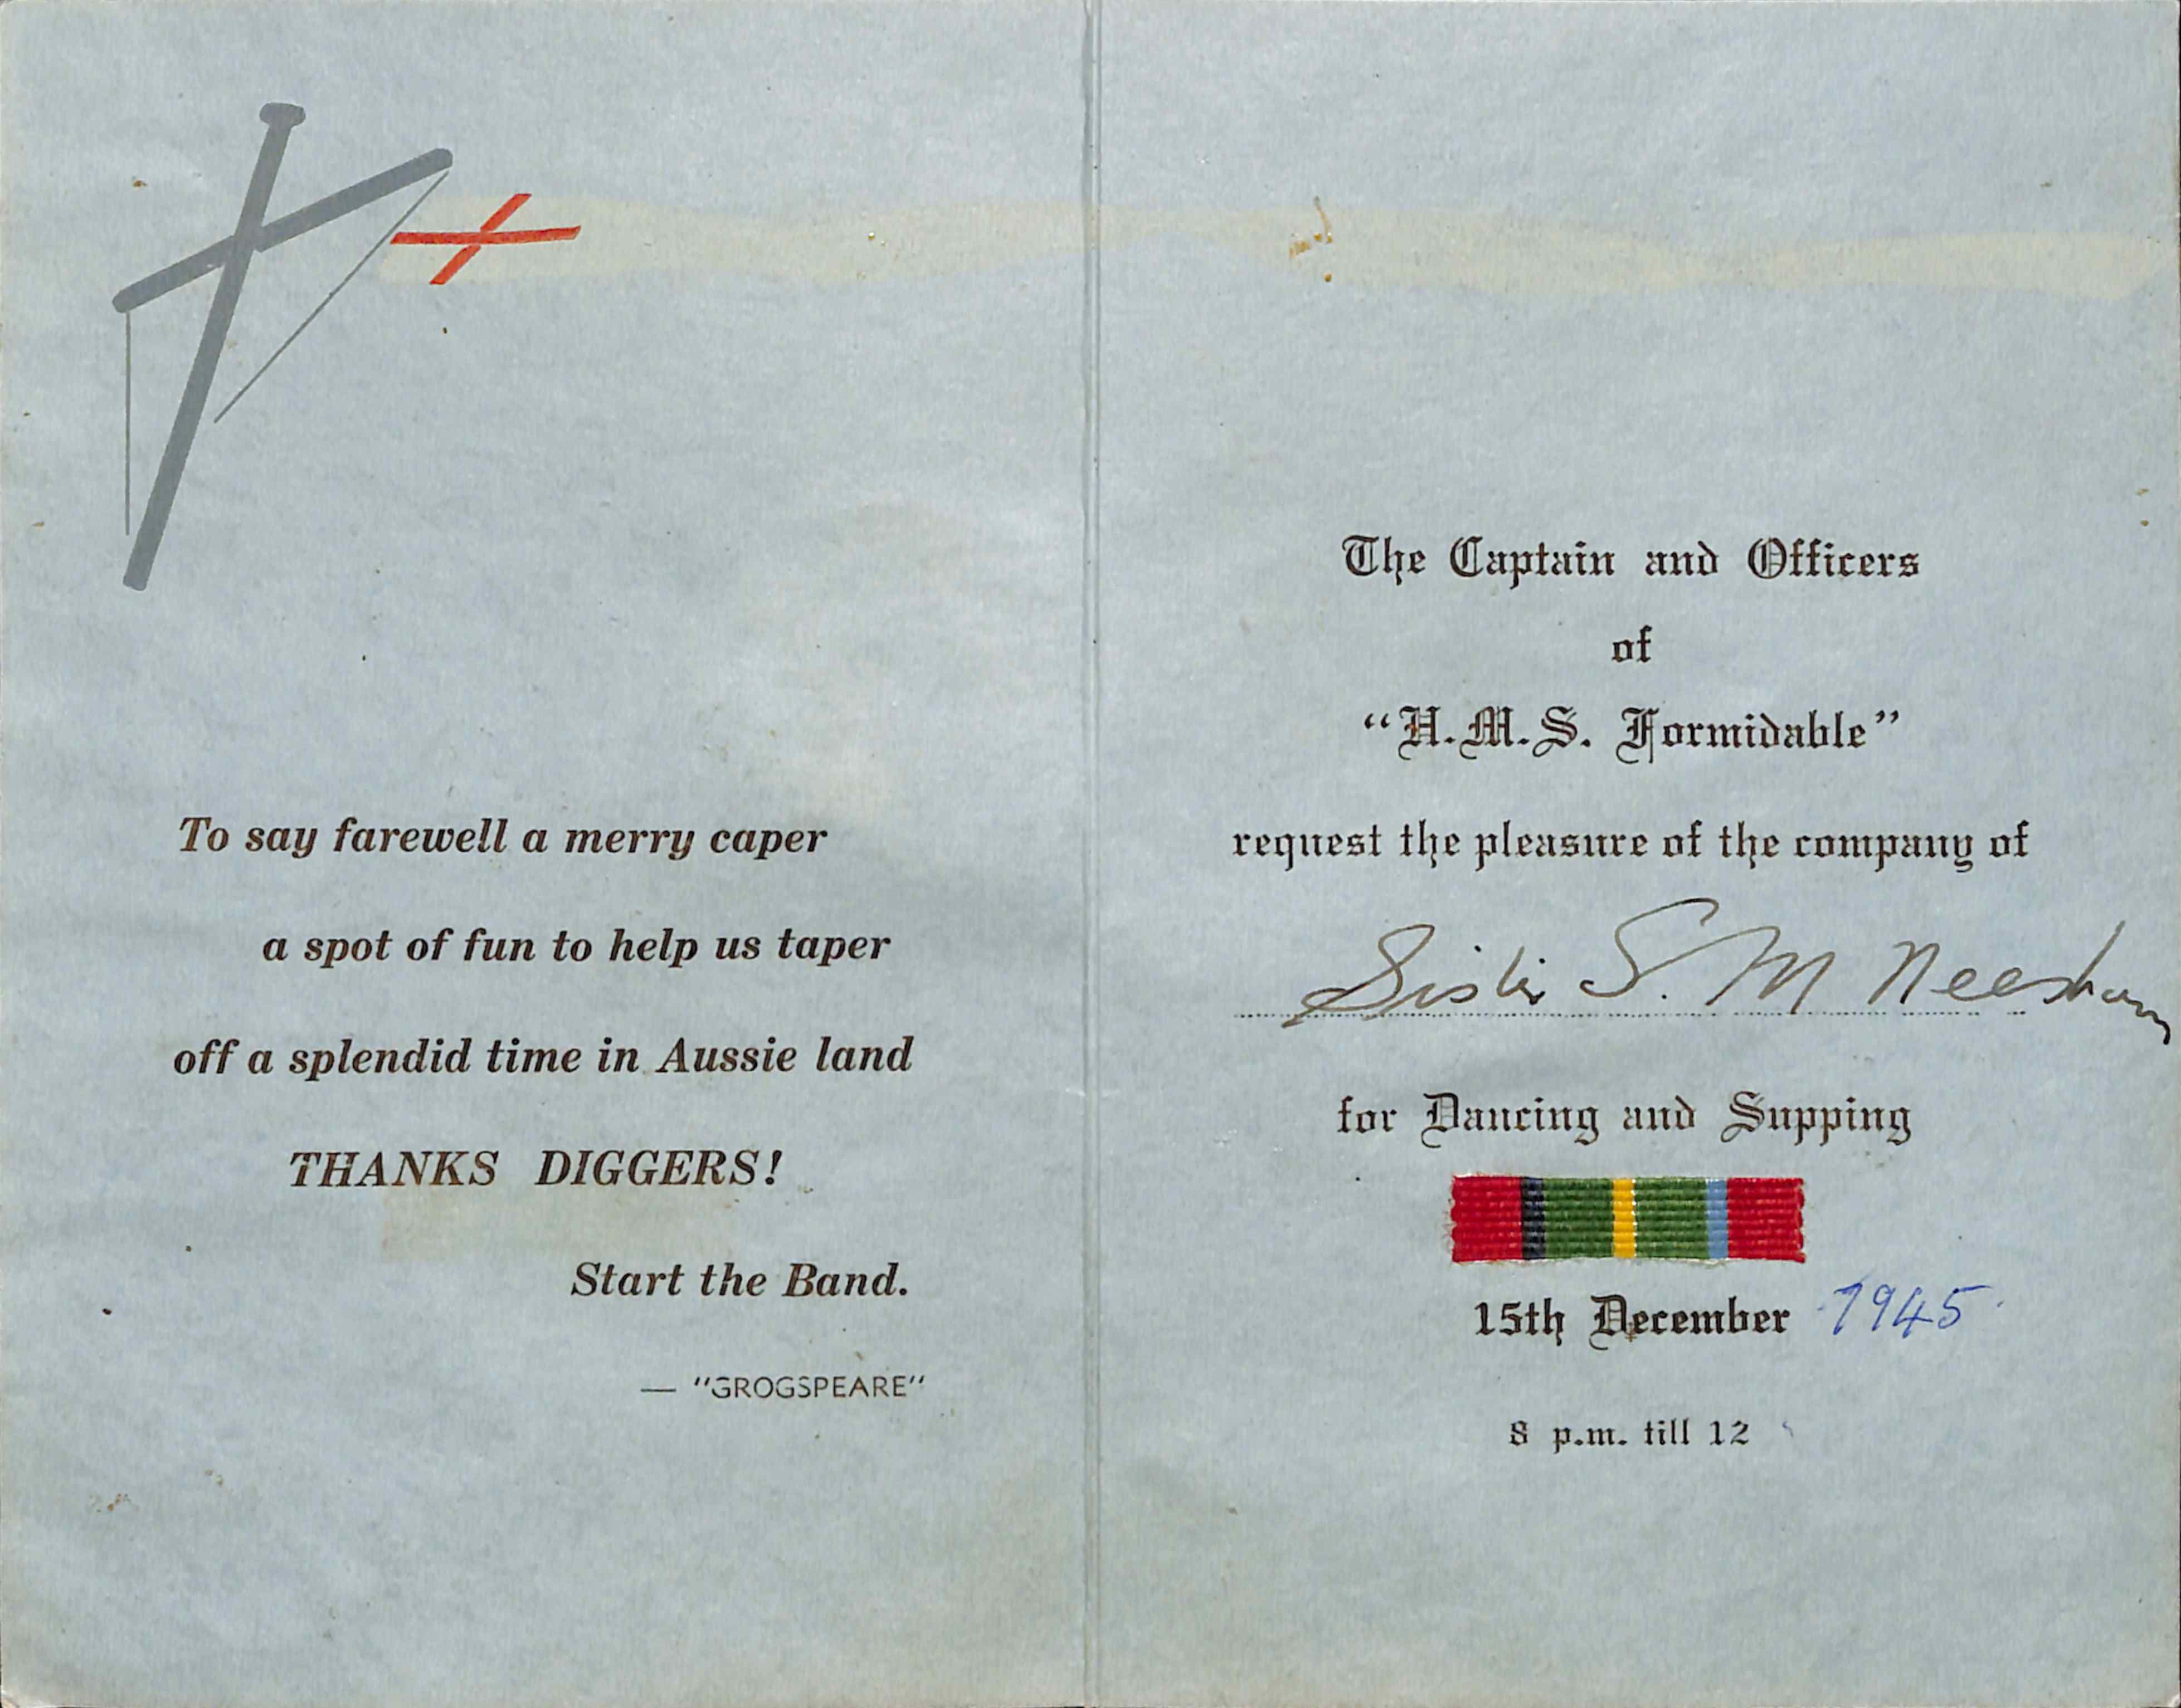 To say farewell a merry caper
a spot of fun to help us taper
off a splendid time in Aussie land
THANKS DIGGERS!
Start the Band.
— "GROGSPEARE"
The Captain and Officers
of
"H.M.S. Formidable"
request the pleasure of the company of
Sister S. M Neesham
for Dancing and Supping
15th December 1945
8 p.m. till 12